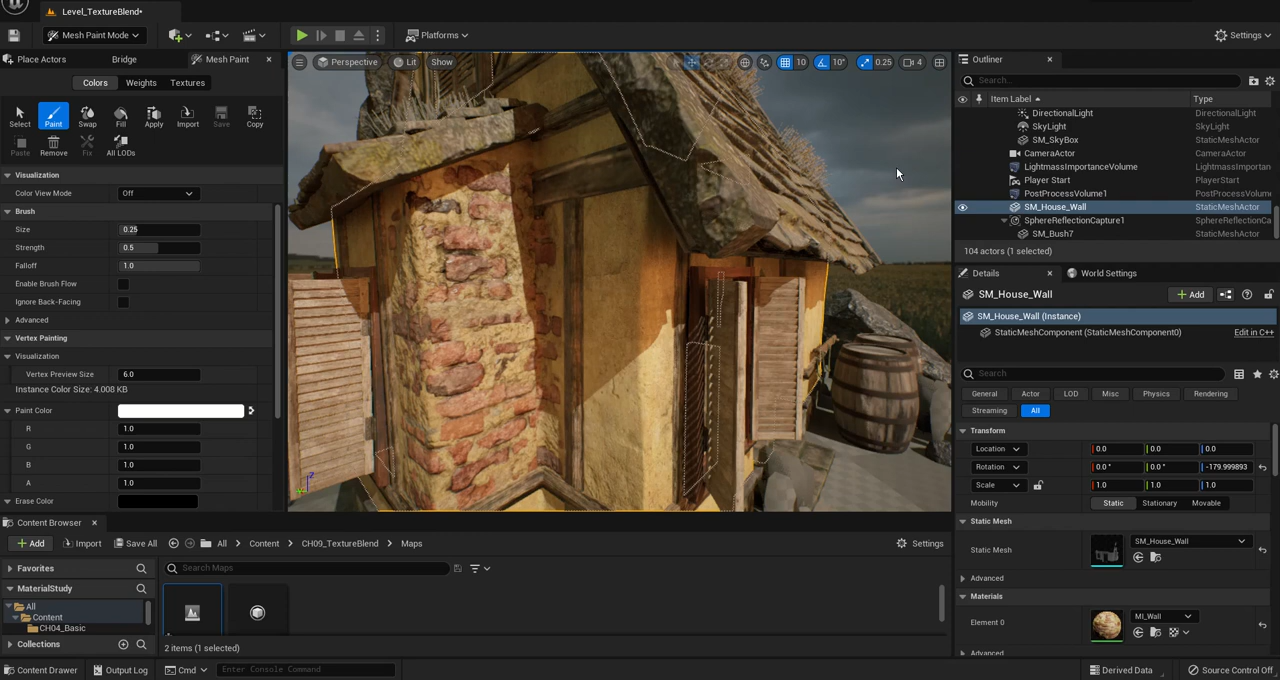 Level_TextureBlend*
Mesh Paint Mode
Platforms
Settings
Place Actors
Bridge
Mesh Paint
Colors
Weights
Textures
Select
Paint
Swap
Fill
Apply
Import
Save
Copy
Paste
Remove
Fix
All LODs
Visualization
Color View Mode
Off
Brush
Size
0.25
Strength
0.5
Falloff
1.0
Enable Brush Flow
Ignore Back-Facing
Advanced
Vertex Painting
Visualization
Vertex Preview Size
6.0
Instance Color Size: 4.008 KB
Paint Color
R
1.0
G
1.0
B
1.0
A
1.0
Erase Color
Perspective
Lit
Show
10
10°
0.25
4
Z
Outliner
Search...
Item Label
Type
DirectionalLight
DirectionalLight
SkyLight
SkyLight
SM_SkyBox
StaticMeshActor
CameraActor
CameraActor
LightmassImportanceVolume
LightmassImportan
Player Start
PlayerStart
PostProcessVolume1
PostProcessVolum
SM_House_Wall
StaticMeshActor
SphereReflectionCapture1
SphereReflectionCa
SM_Bush7
StaticMeshActor
104 actors (1 selected)
Details
World Settings
SM_House_Wall
Add
SM_House_Wall (Instance)
StaticMeshComponent (StaticMeshComponent0)
Edit in C++
Search
General
Actor
LOD
Misc
Physics
Rendering
Streaming
All
Transform
Location
0.0
0.0
0.0
Rotation
0.0 °
0.0 °
-179.999893
Scale
1.0
1.0
1.0
Mobility
Static
Stationary
Movable
Static Mesh
Static Mesh
SM_House_Wall
Advanced
Materials
Element 0
MI_Wall
Advanced
Content Browser
Add
Import
Save All
All
Content
CH09_TextureBlend
Maps
Settings
Favorites
MaterialStudy
All
Content
CH04_Basic
Collections
Search Maps
2 items (1 selected)
Content Drawer
Output Log
Cmd
Enter Console Command
Derived Data
Source Control Off